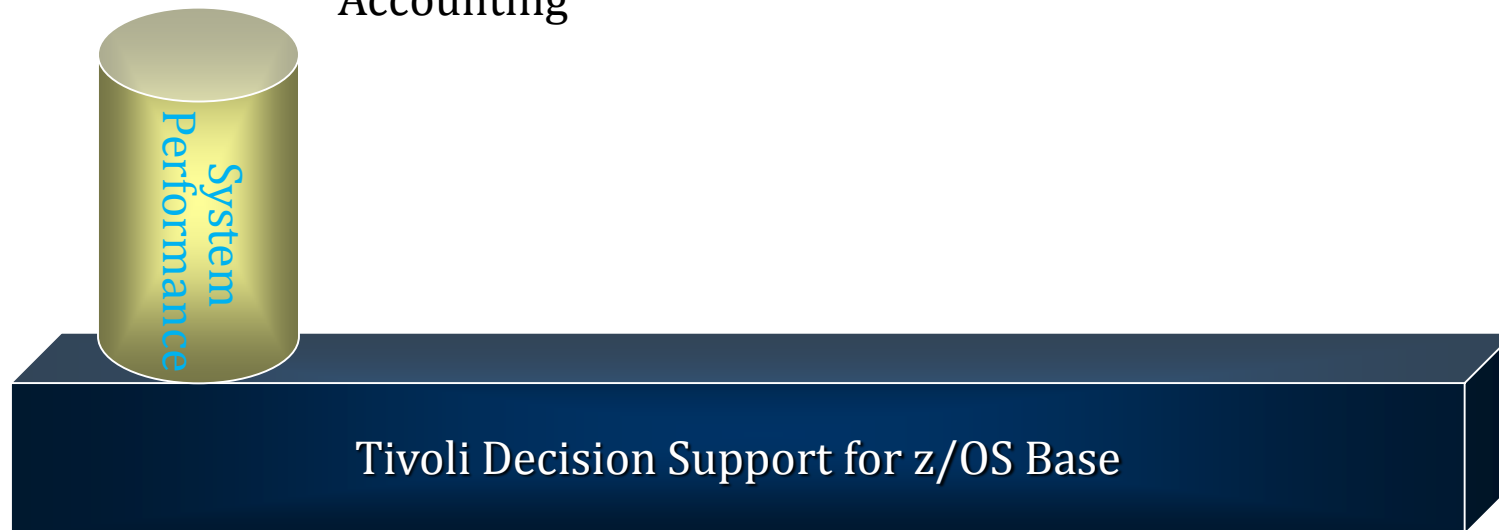 Accounting
System
Performance
Tivoli Decision Support for z/OS Base